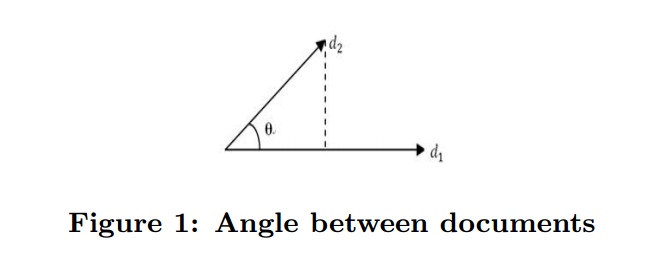 d₂
θ
d₁
Figure 1: Angle between documents